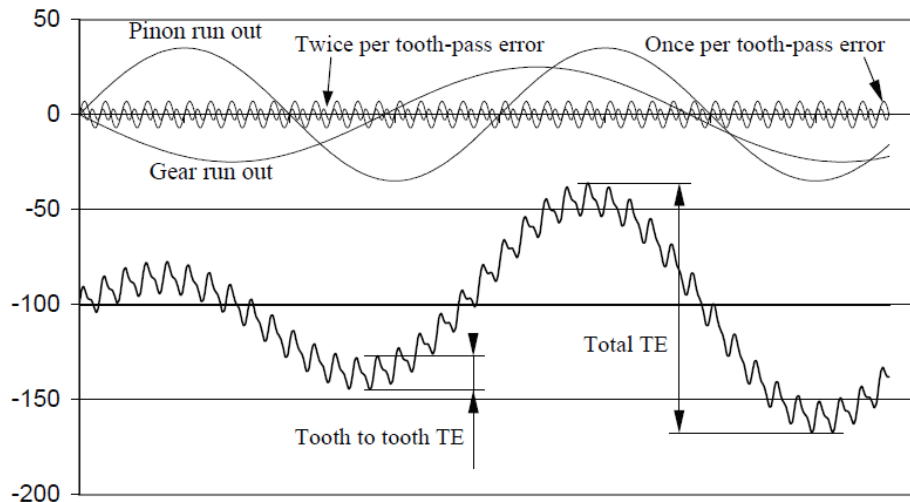 50
Pinon run out
Twice per tooth-pass error
Once per tooth-pass error
0
Gear run out
-50
-100
Total TE
-150
Tooth to tooth TE
-200